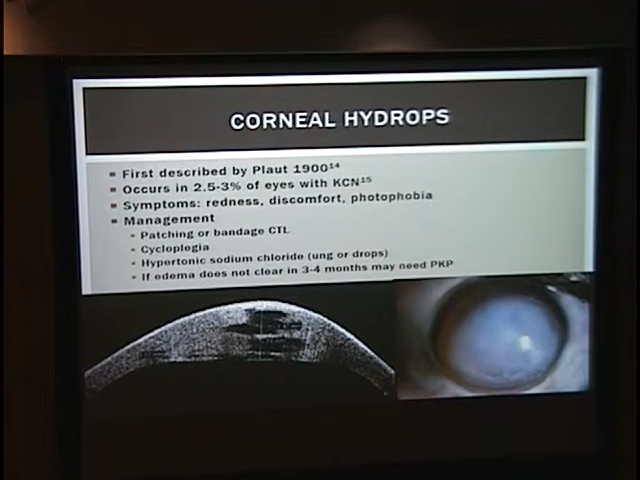 CORNEAL HYDROPS
First described by Plaut 1900¹⁴
Occurs in 2.5-3% of eyes with KCN¹⁵
Symptoms: redness, discomfort, photophobia
Management
Patching or bandage CTL
Cycloplegia
Hypertonic sodium chloride (ung or drops)
If edema does not clear in 3-4 months may need PKP